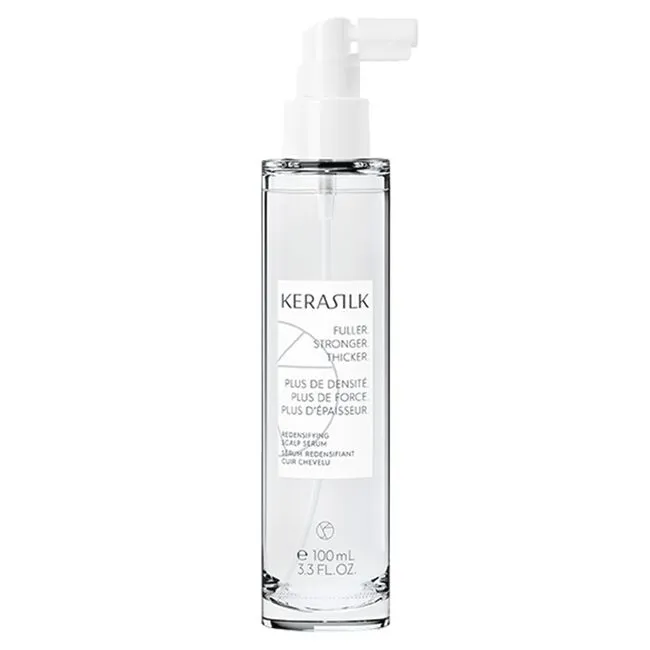 KERASILK
FULLER.
STRONGER.
THICKER.
PLUS DE DENSITÉ.
PLUS DE FORCE.
PLUS D'ÉPAISSEUR.
REDENSIFYING
SCALP SERUM
SÉRUM REDENSIFIANT
CUIR CHEVELU
℮ 100 mL
3.3 FL.OZ.